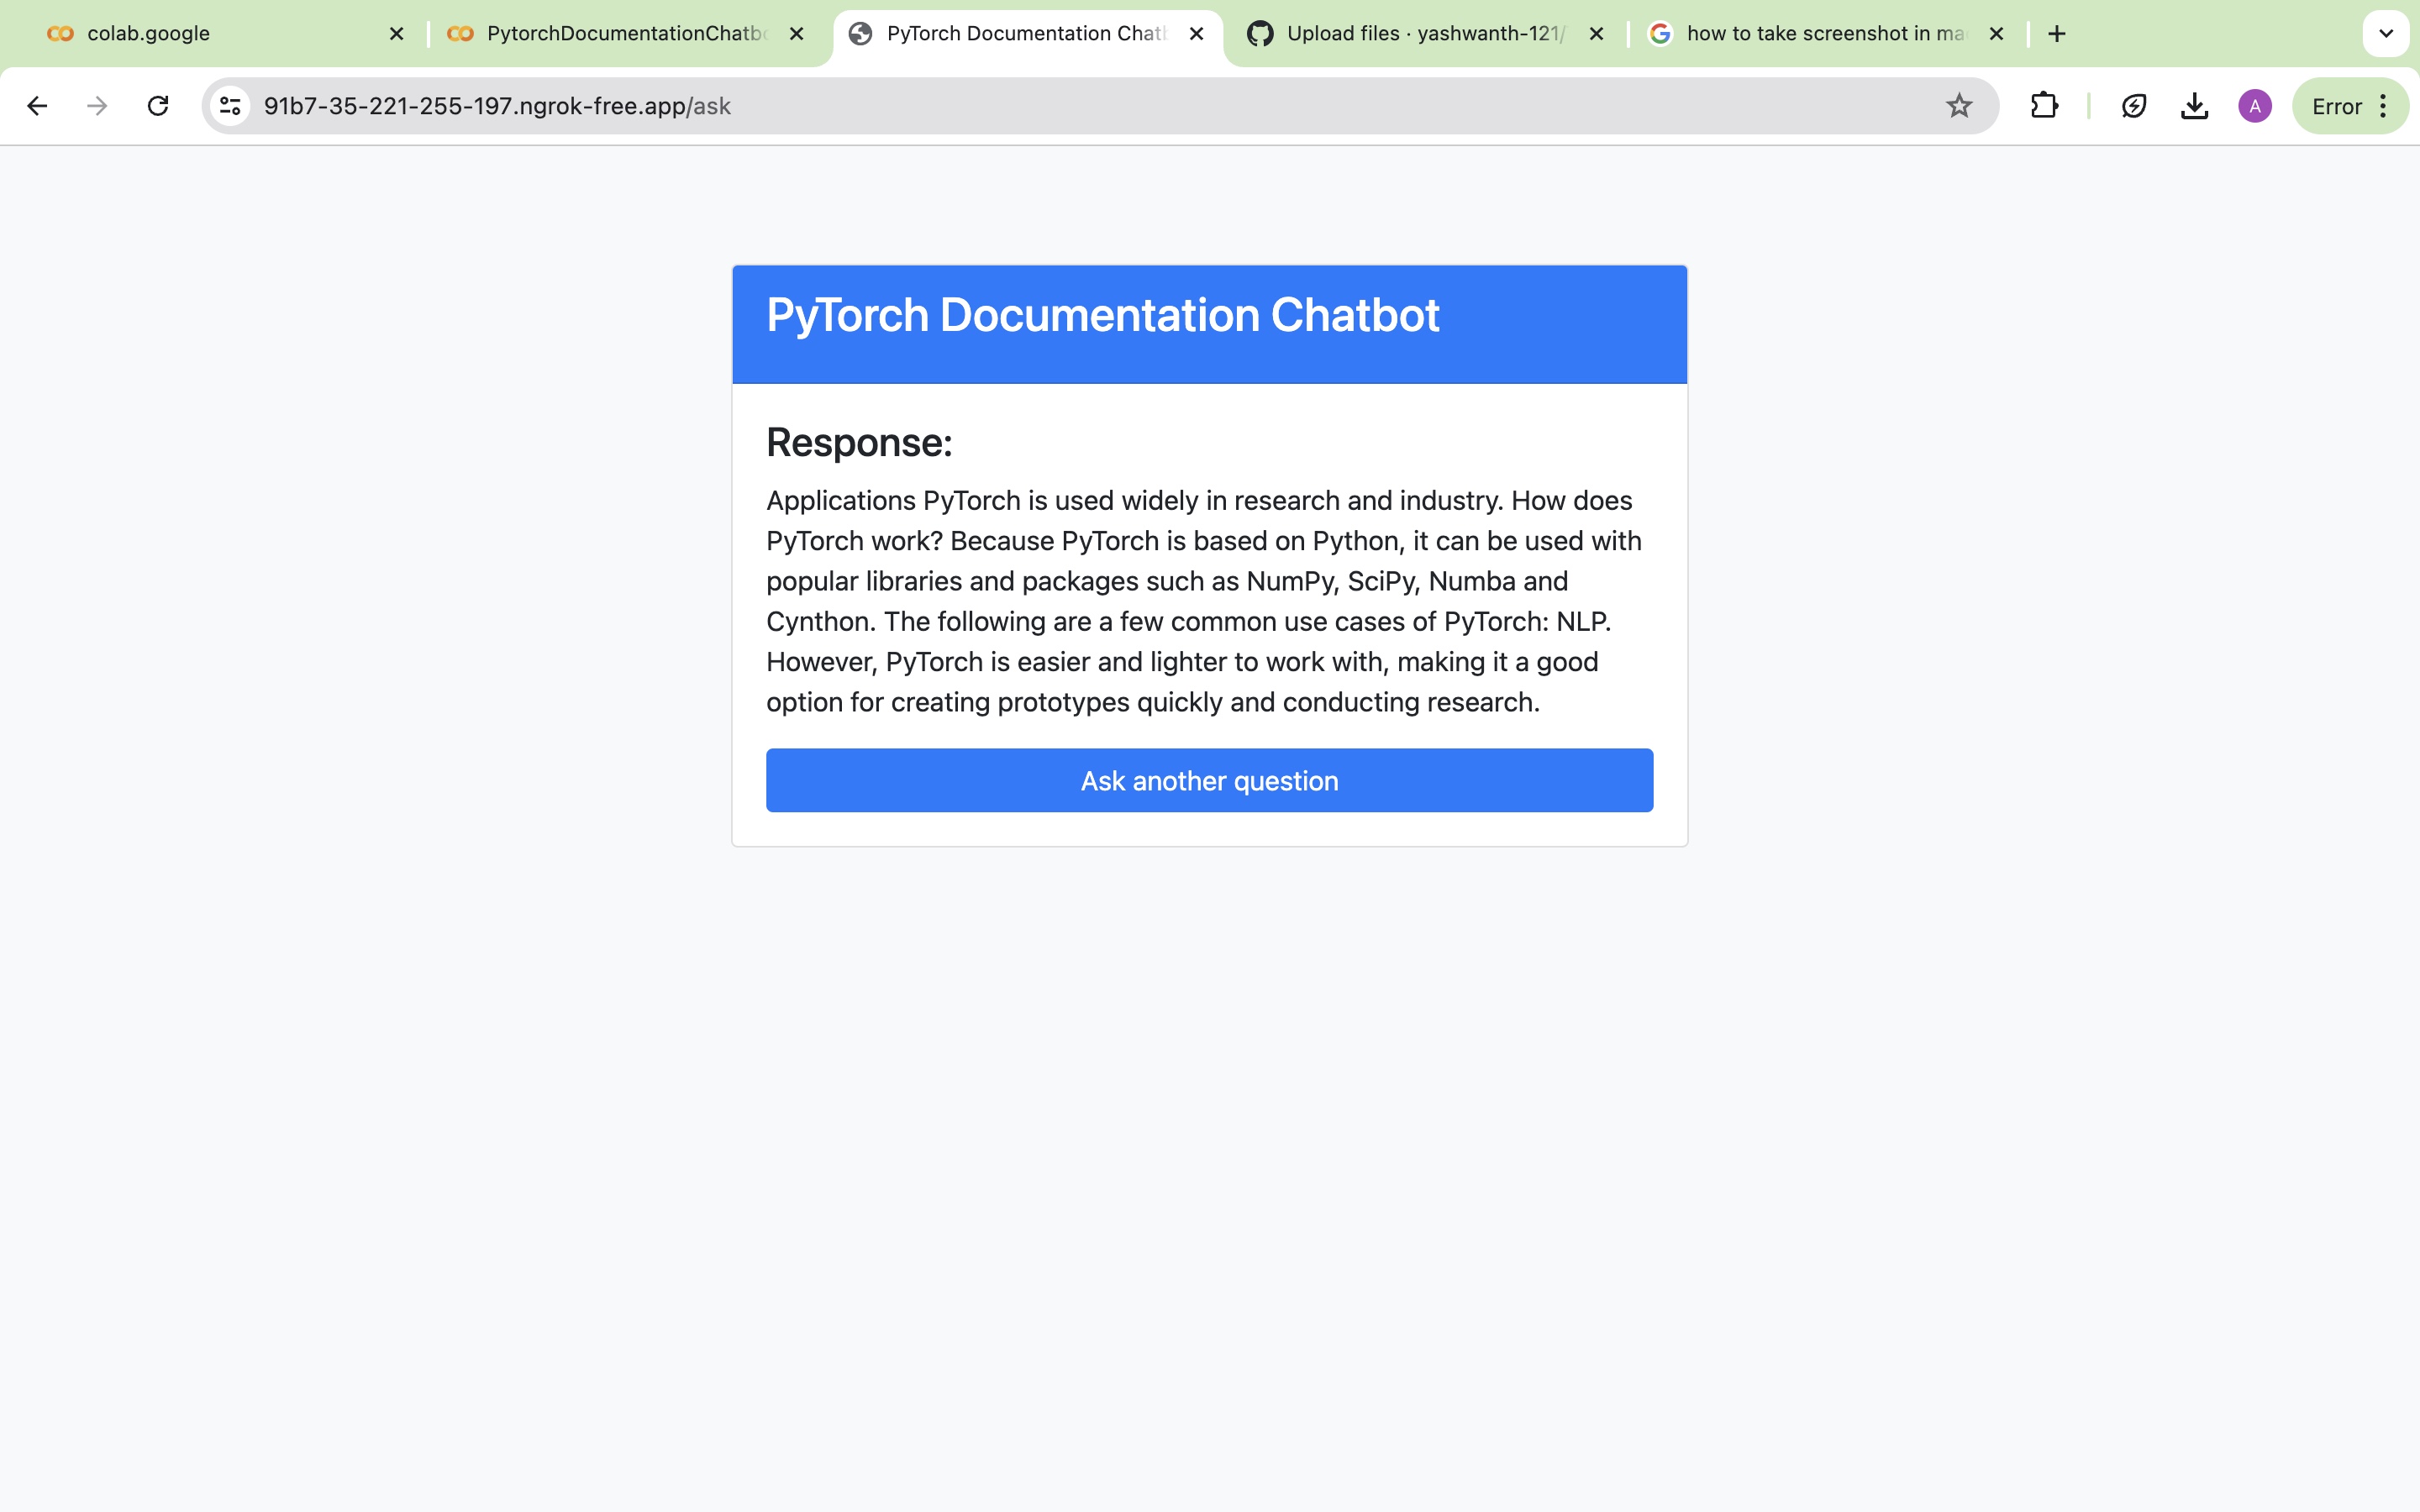 colab.google
PytorchDocumentationChatb
PyTorch Documentation Chat
Upload files · yashwanth-121/
how to take screenshot in ma
91b7-35-221-255-197.ngrok-free.app/ask
A
Error
PyTorch Documentation Chatbot
Response:
Applications PyTorch is used widely in research and industry. How does
PyTorch work? Because PyTorch is based on Python, it can be used with
popular libraries and packages such as NumPy, SciPy, Numba and
Cynthon. The following are a few common use cases of PyTorch: NLP.
However, PyTorch is easier and lighter to work with, making it a good
option for creating prototypes quickly and conducting research.
Ask another question